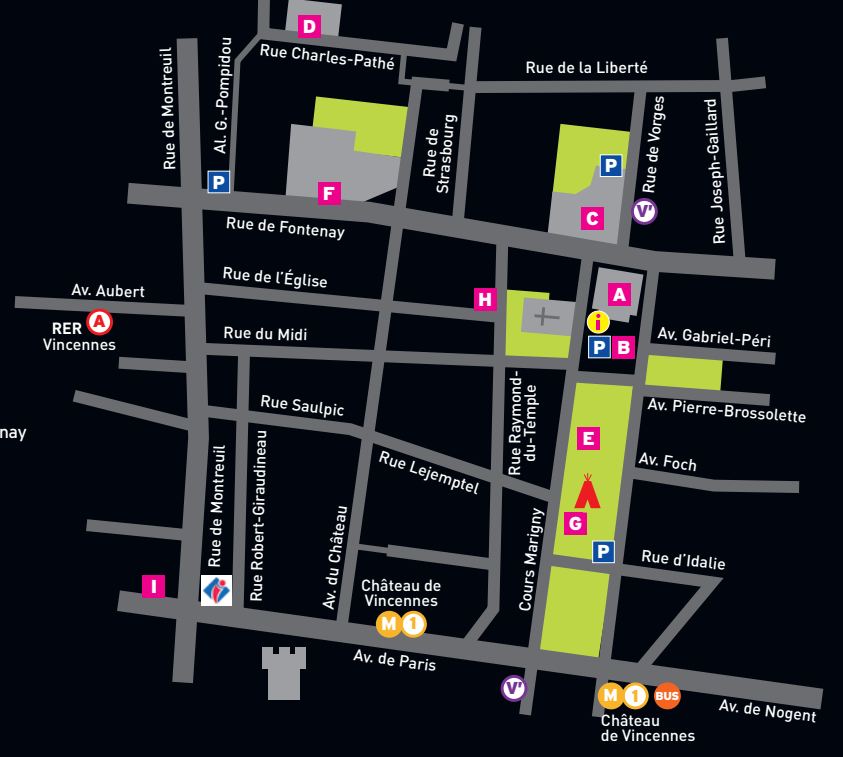 D
Rue Charles-Pathé
Rue de la Liberté
Rue de Montreuil
Al. G.-Pompidou
Rue de
Strasbourg
Rue de Vorges
Rue Joseph-Gaillard
P
P
F
C
V'
Rue de Fontenay
Rue de l'Église
Av. Aubert
H
A
RER
A
Vincennes
i
Rue du Midi
P
B
Av. Gabriel-Péri
Rue Saulpic
Rue Raymond-
du-Temple
Av. Pierre-Brossolette
nay
E
Rue Lejemptel
Av. Foch
Rue de Montreuil
Rue Robert-Giraudineau
Av. du Château
Cours Marigny
G
P
Rue d'Idalie
I
Château de
Vincennes
M
1
Av. de Paris
V'
M
1
BUS
Château
de Vincennes
Av. de Nogent